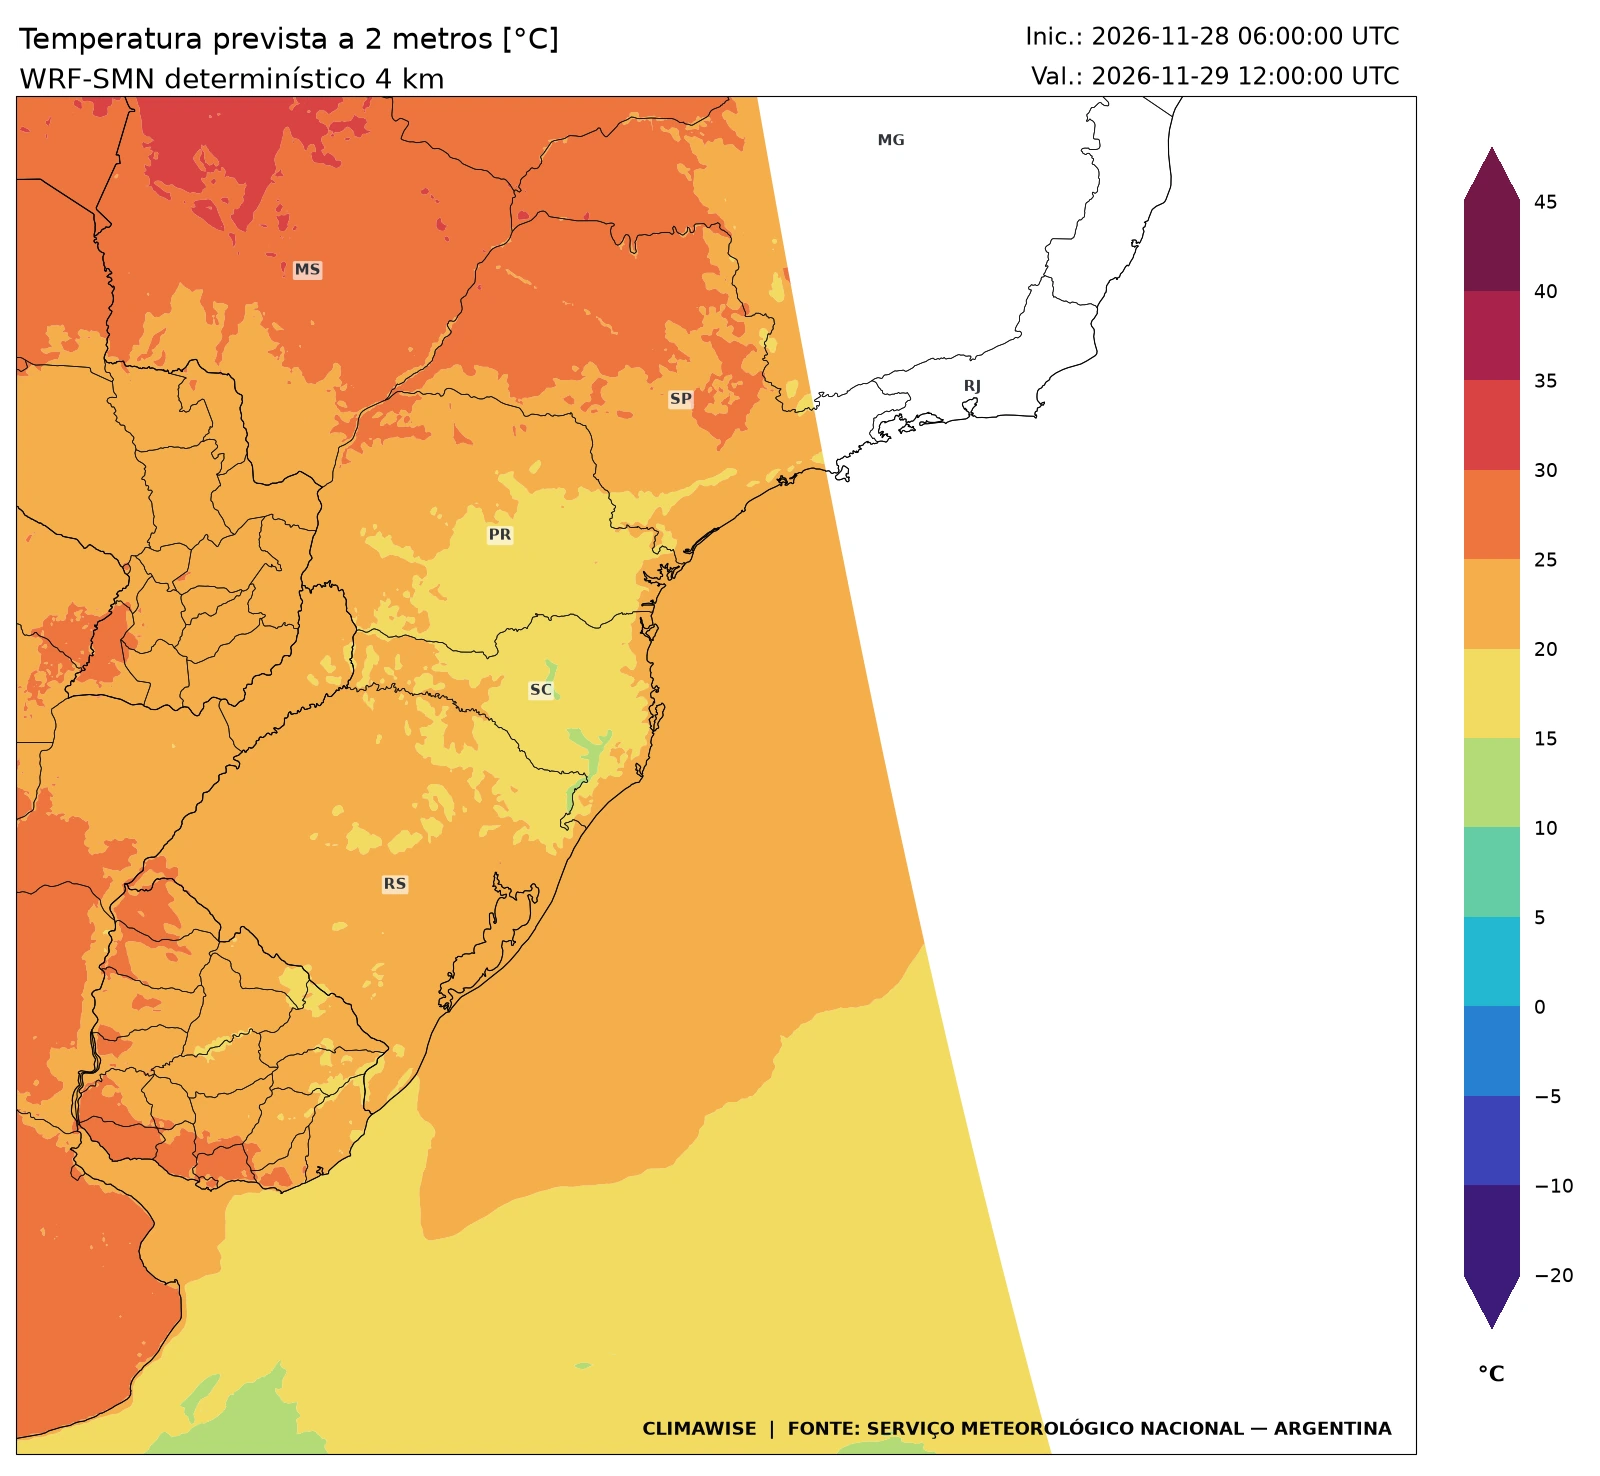 Temperatura prevista a 2 metros [°C]
WRF-SMN determinístico 4 km
Inic.: 2026-11-28 06:00:00 UTC
Val.: 2026-11-29 12:00:00 UTC
MG
MS
RJ
SP
PR
SC
RS
45
40
35
30
25
20
15
10
5
0
−5
−10
−20
°C
CLIMAWISE | FONTE: SERVIÇO METEOROLÓGICO NACIONAL — ARGENTINA